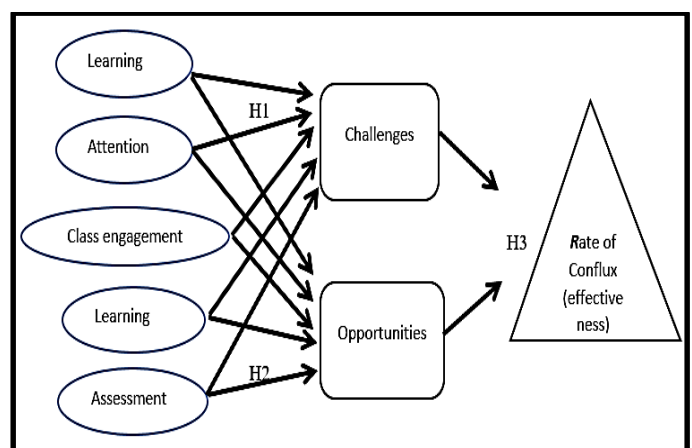 Learning
H1
Attention
Challenges
Class engagement
H3
Rate of
Conflux
(effective
ness)
Learning
Opportunities
H2
Assessment